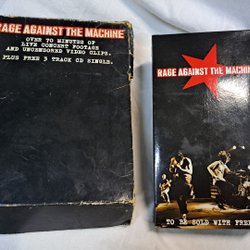 RAGE AGAINST THE MACHINE
OVER 70 MINUTES OF
LIVE CONCERT FOOTAGE
AND UNCENSORED VIDEO CLIPS.
PLUS FREE 3 TRACK CD SINGLE.
RAGE AGAINST THE MACHINE
TO BE SOLD WITH FREE